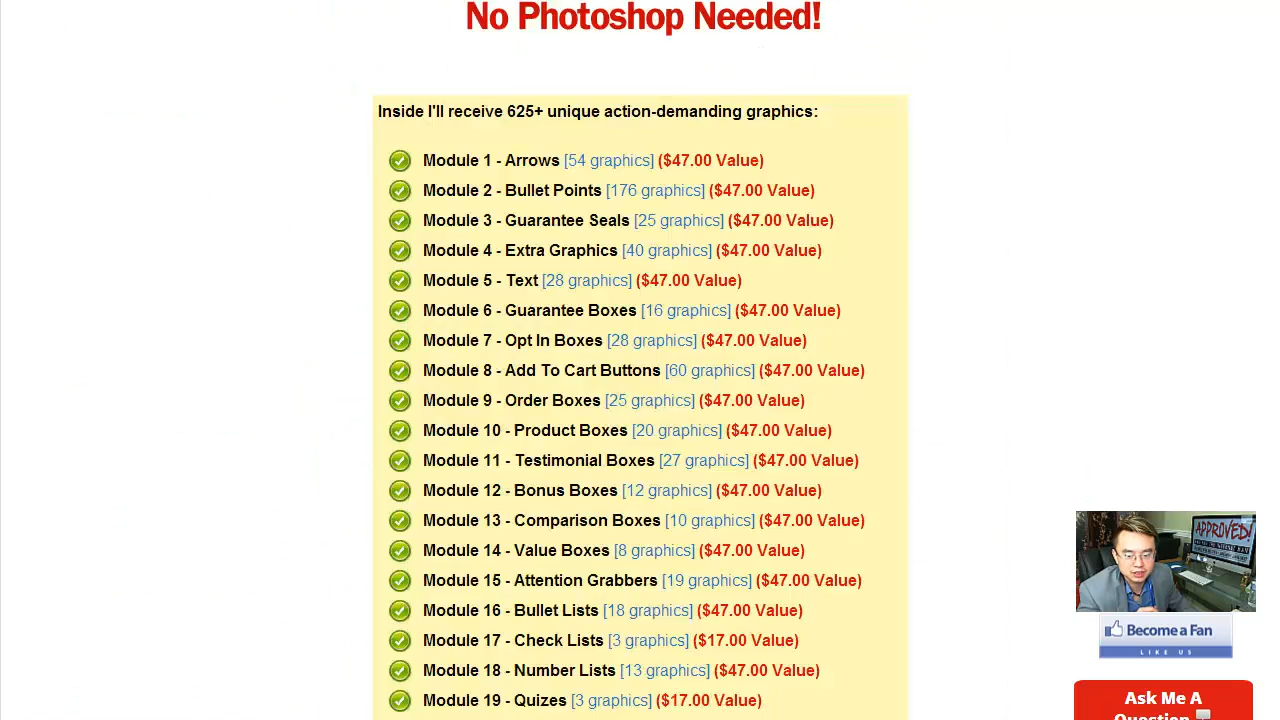 No Photoshop Needed!
Inside I'll receive 625+ unique action-demanding graphics:
Module 1 - Arrows [54 graphics] ($47.00 Value)
Module 2 - Bullet Points [176 graphics] ($47.00 Value)
Module 3 - Guarantee Seals [25 graphics] ($47.00 Value)
Module 4 - Extra Graphics [40 graphics] ($47.00 Value)
Module 5 - Text [28 graphics] ($47.00 Value)
Module 6 - Guarantee Boxes [16 graphics] ($47.00 Value)
Module 7 - Opt In Boxes [28 graphics] ($47.00 Value)
Module 8 - Add To Cart Buttons [60 graphics] ($47.00 Value)
Module 9 - Order Boxes [25 graphics] ($47.00 Value)
Module 10 - Product Boxes [20 graphics] ($47.00 Value)
Module 11 - Testimonial Boxes [27 graphics] ($47.00 Value)
Module 12 - Bonus Boxes [12 graphics] ($47.00 Value)
Module 13 - Comparison Boxes [10 graphics] ($47.00 Value)
Module 14 - Value Boxes [8 graphics] ($47.00 Value)
Module 15 - Attention Grabbers [19 graphics] ($47.00 Value)
Module 16 - Bullet Lists [18 graphics] ($47.00 Value)
Module 17 - Check Lists [3 graphics] ($17.00 Value)
Module 18 - Number Lists [13 graphics] ($47.00 Value)
Module 19 - Quizes [3 graphics] ($17.00 Value)
APPROVED!
Become a Fan
LIKE US
Ask Me A
Question